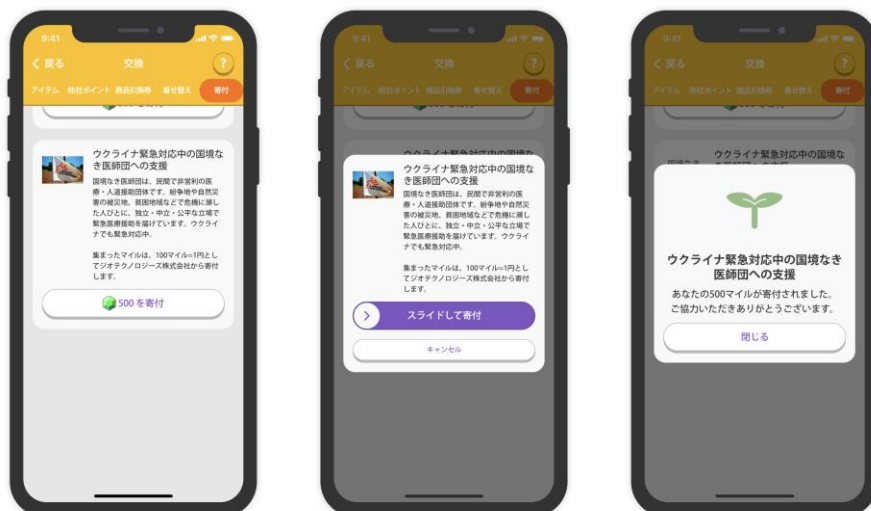 9:41
戻る
交換
?
アイテム 他社ポイント 商品引換券 着せ替え 寄付
500 を寄付
ウクライナ緊急対応中の国境な
き医師団への支援
国境なき医師団は、民間で非営利の医
療・人道援助団体です。紛争地や自然災
害の被災地、貧困地域などで危機に瀕し
た人びとに、独立・中立・公平な立場で
緊急医療援助を届けています。ウクライ
ナでも緊急対応中。
集まったマイルは、100マイル=1円とし
てジオテクノロジーズ株式会社から寄付
します。
500 を寄付
9:41
戻る
交換
?
アイテム 他社ポイント 商品引換券 着せ替え 寄付
ウクライナ緊急対応中の国境な
ウクライナ緊急対応中の国境な
き医師団への支援
国境なき医師団は、民間で非営利の医
療・人道援助団体です。紛争地や自然災
害の被災地、貧困地域などで危機に瀕し
た人びとに、独立・中立・公平な立場で
緊急医療援助を届けています。ウクライ
ナでも緊急対応中。
集まったマイルは、100マイル=1円とし
てジオテクノロジーズ株式会社から寄付
します。
スライドして寄付
キャンセル
9:41
戻る
交換
?
アイテム 他社ポイント 商品引換券 着せ替え 寄付
ウクライナ緊急対応中の国境な
ウクライナ緊急対応中の国境なき
医師団への支援
あなたの500マイルが寄付されました。
ご協力いただきありがとうございます。
閉じる